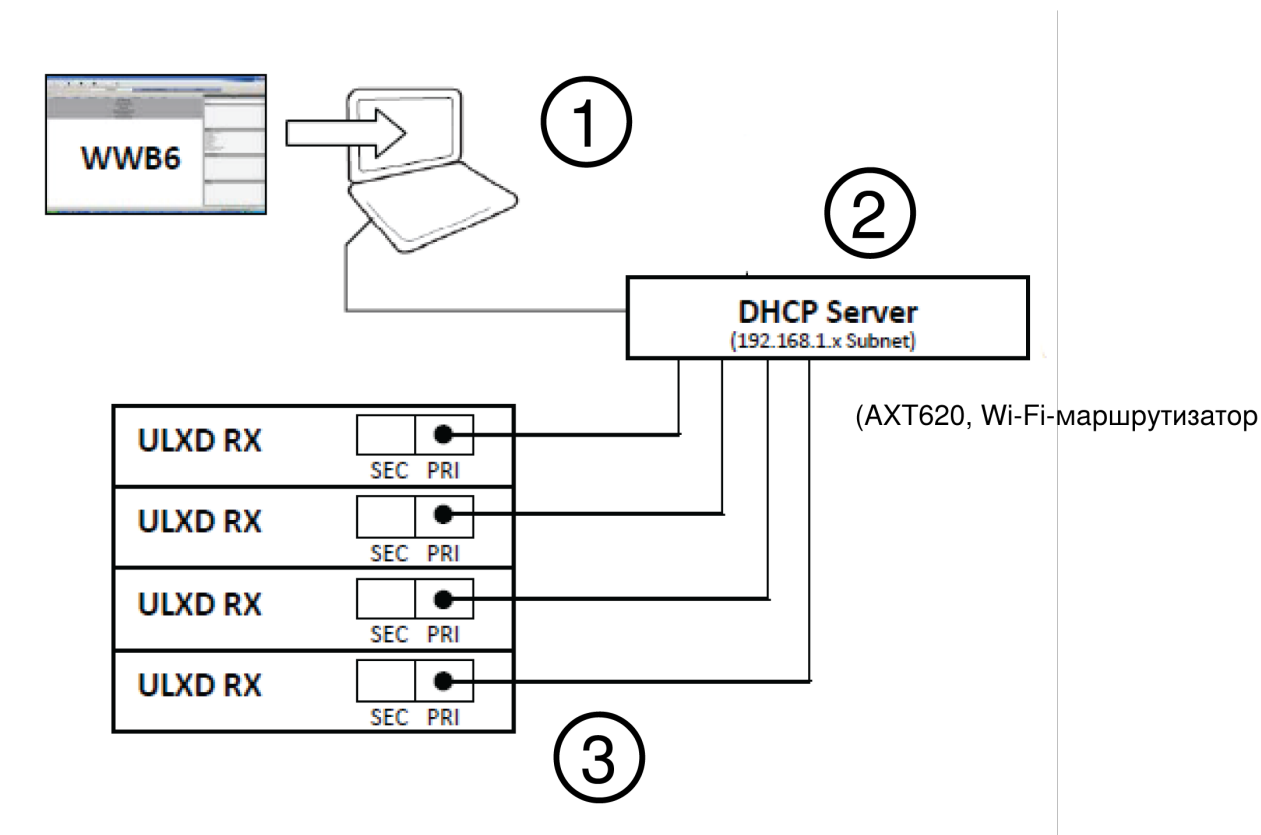 WWB6
1
2
DHCP Server
(192.168.1.x Subnet)
(AXT620, Wi-Fi-маршрутизатор
ULXD RX
SEC PRI
ULXD RX
SEC PRI
ULXD RX
SEC PRI
ULXD RX
SEC PRI
3